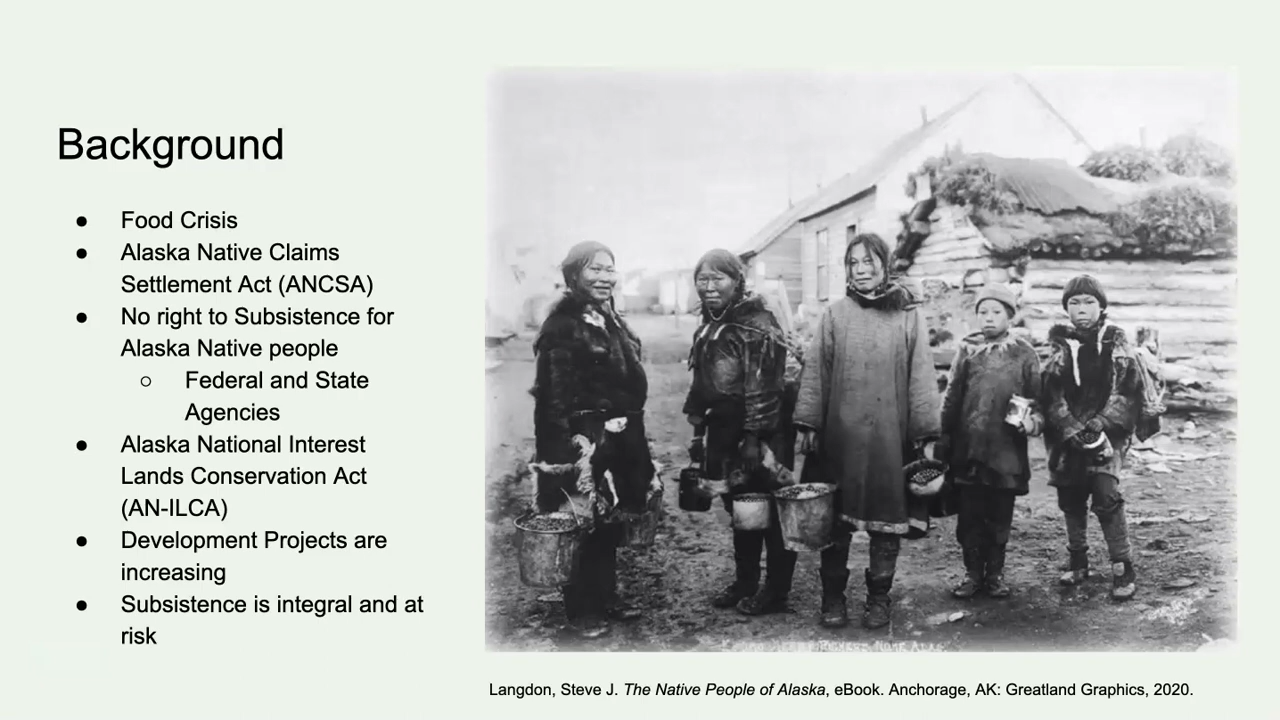 Background
● Food Crisis
● Alaska Native Claims
Settlement Act (ANCSA)
● No right to Subsistence for
Alaska Native people
○ Federal and State
Agencies
● Alaska National Interest
Lands Conservation Act
(AN-ILCA)
● Development Projects are
increasing
● Subsistence is integral and at
risk
Langdon, Steve J. The Native People of Alaska, eBook. Anchorage, AK: Greatland Graphics, 2020.